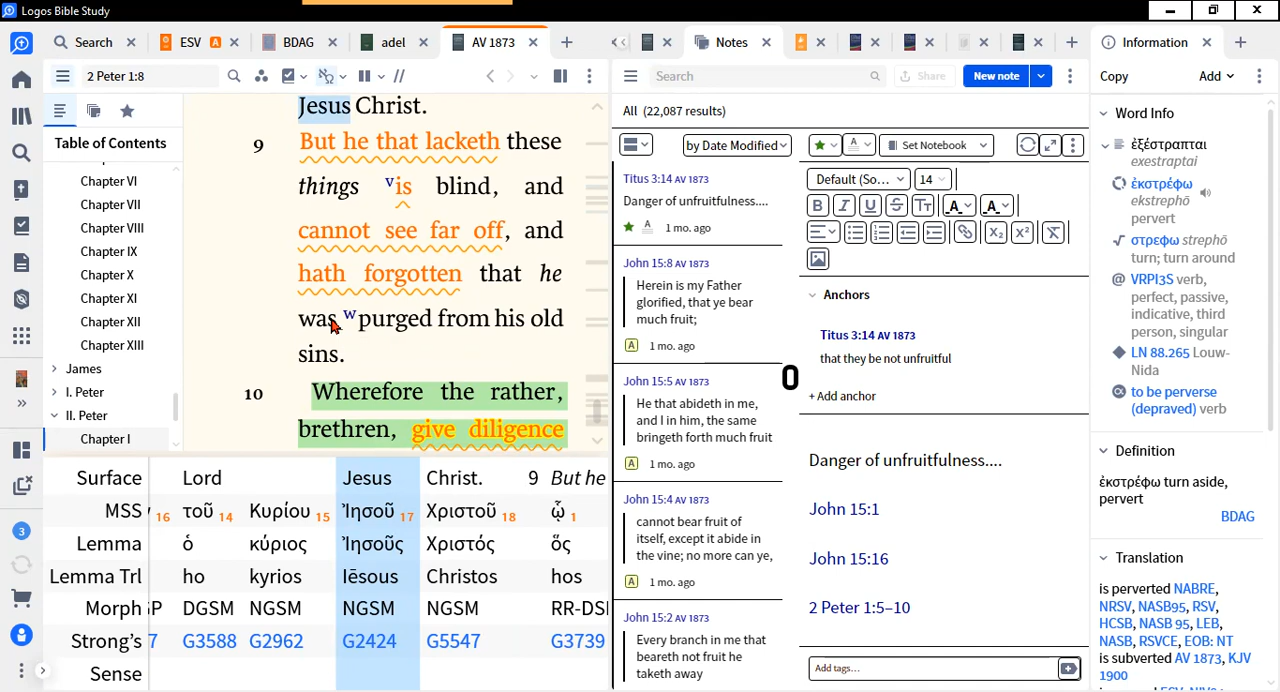 Logos Bible Study
Search
ESV
A
BDAG
adel
AV 1873
2 Peter 1:8
Table of Contents
Chapter VI
Chapter VII
Chapter VIII
Chapter IX
Chapter X
Chapter XI
Chapter XII
Chapter XIII
James
I. Peter
II. Peter
Chapter I
3
Jesus Christ.
9 But he that lacketh these
things v is blind, and
cannot see far off, and
hath forgotten that he
was w purged from his old
sins.
10 Wherefore the rather,
brethren, give diligence
Surface Lord Jesus Christ. 9 But he
MSS 16 τοῦ 14 Κυρίου 15 Ἰησοῦ 17 Χριστοῦ 18 ᾧ 1
Lemma ὁ κύριος Ἰησοῦς Χριστός ὅς
Lemma Trl ho kyrios Iēsous Christos hos
Morph SP DGSM NGSM NGSM NGSM RR-DS
Strong's 7 G3588 G2962 G2424 G5547 G3739
Sense
Notes
Search
Share
New note
All (22,087 results)
by Date Modified
A
Set Notebook
Titus 3:14 AV 1873
Danger of unfruitfulness....
A 1 mo. ago
John 15:8 AV 1873
Herein is my Father
glorified, that ye bear
much fruit;
A 1 mo. ago
John 15:5 AV 1873
He that abideth in me,
and I in him, the same
bringeth forth much fruit
A 1 mo. ago
John 15:4 AV 1873
cannot bear fruit of
itself, except it abide in
the vine; no more can ye,
A 1 mo. ago
John 15:2 AV 1873
Every branch in me that
beareth not fruit he
taketh away
Default (So... 14
B I U S Tт A A
X₂ X²
Anchors
Titus 3:14 AV 1873
that they be not unfruitful
+ Add anchor
Danger of unfruitfulness....
John 15:1
John 15:16
2 Peter 1:5–10
Add tags...
Information
Copy
Add
Word Info
ἐξέστραπται
exestraptai
ἐκστρέφω
ekstrephō
pervert
στρεφω strephō
turn; turn around
@ VRPI3S verb,
perfect, passive,
indicative, third
person, singular
LN 88.265 Louw-
Nida
to be perverse
(depraved) verb
Definition
ἐκστρέφω turn aside,
pervert
BDAG
Translation
is perverted NABRE,
NRSV, NASB95, RSV,
HCSB, NASB 95, LEB,
NASB, RSVCE, EOB: NT
is subverted AV 1873, KJV
1900